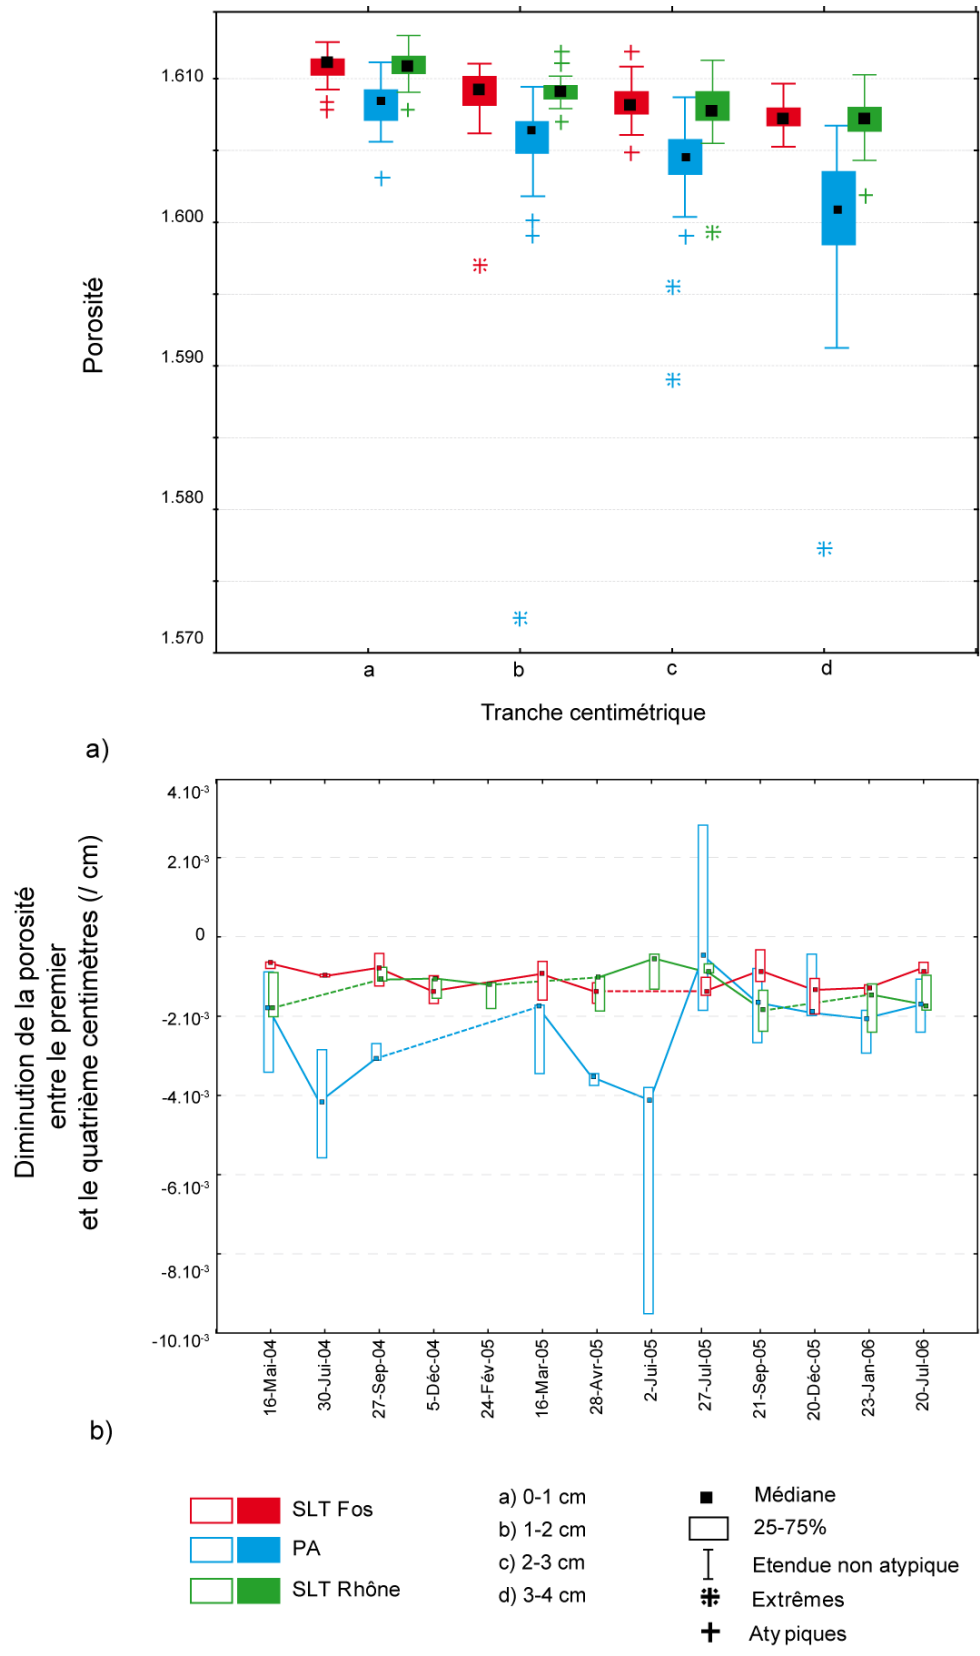 1.610
1.600
1.590
1.580
1.570
Porosité
a
b
c
d
Tranche centimétrique
a)
4.10⁻³
2.10⁻³
0
-2.10⁻³
-4.10⁻³
-6.10⁻³
-8.10⁻³
-10.10⁻³
Diminution de la porosité
entre le premier
et le quatrième centimètres (/ cm)
16-Mai-04
30-Jui-04
27-Sep-04
5-Déc-04
24-Fév-05
16-Mar-05
28-Avr-05
2-Jui-05
27-Jul-05
21-Sep-05
20-Déc-05
23-Jan-06
20-Jul-06
b)
SLT Fos
PA
SLT Rhône
a) 0-1 cm
b) 1-2 cm
c) 2-3 cm
d) 3-4 cm
Médiane
25-75%
Etendue non atypique
Extrêmes
Atypiques